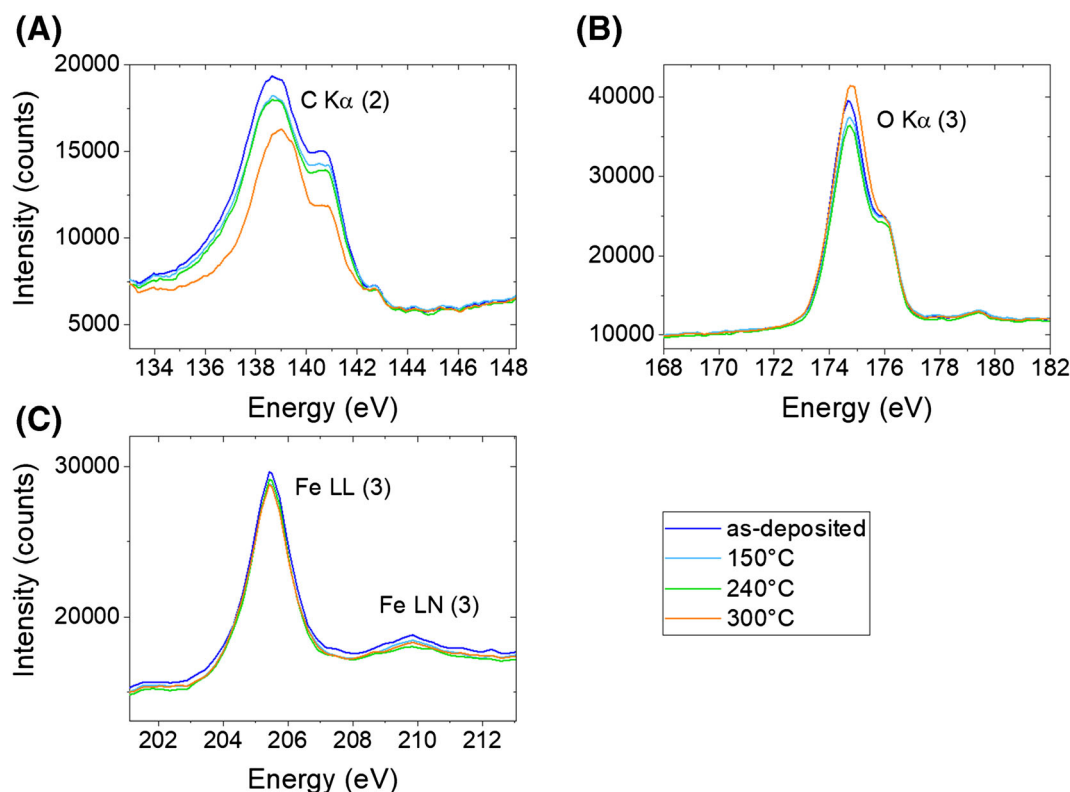 (A)
20000
15000
10000
5000
Intensity (counts)
C Kα (2)
134 136 138 140 142 144 146 148
Energy (eV)
(B)
40000
30000
20000
10000
Intensity (counts)
O Kα (3)
168 170 172 174 176 178 180 182
Energy (eV)
(C)
30000
20000
Intensity (counts)
Fe LL (3)
Fe LN (3)
202 204 206 208 210 212
Energy (eV)
as-deposited
150°C
240°C
300°C